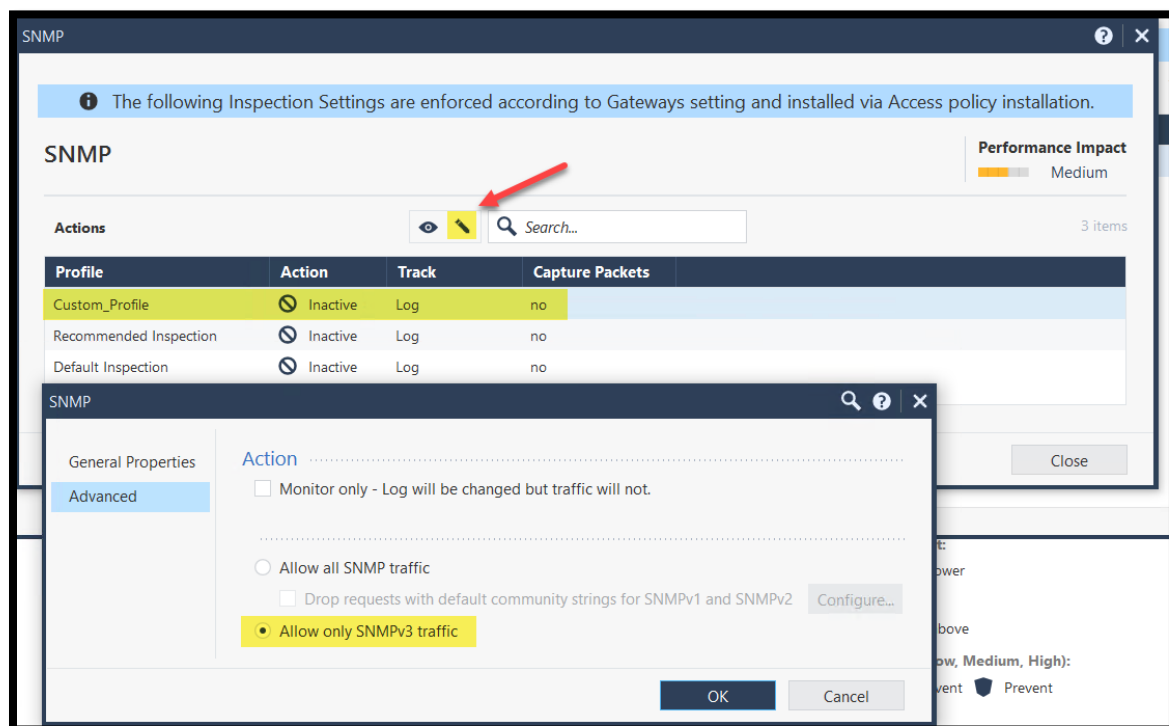 SNMP
The following Inspection Settings are enforced according to Gateways setting and installed via Access policy installation.
SNMP
Performance Impact
Medium
Actions
Search...
3 items
Profile Action Track Capture Packets
Custom_Profile Inactive Log no
Recommended Inspection Inactive Log no
Default Inspection Inactive Log no
Close
SNMP
General Properties
Advanced
Action
Monitor only - Log will be changed but traffic will not.
Allow all SNMP traffic
Drop requests with default community strings for SNMPv1 and SNMPv2 Configure...
Allow only SNMPv3 traffic
OK Cancel
t:
ower
bove
ow, Medium, High):
vent Prevent